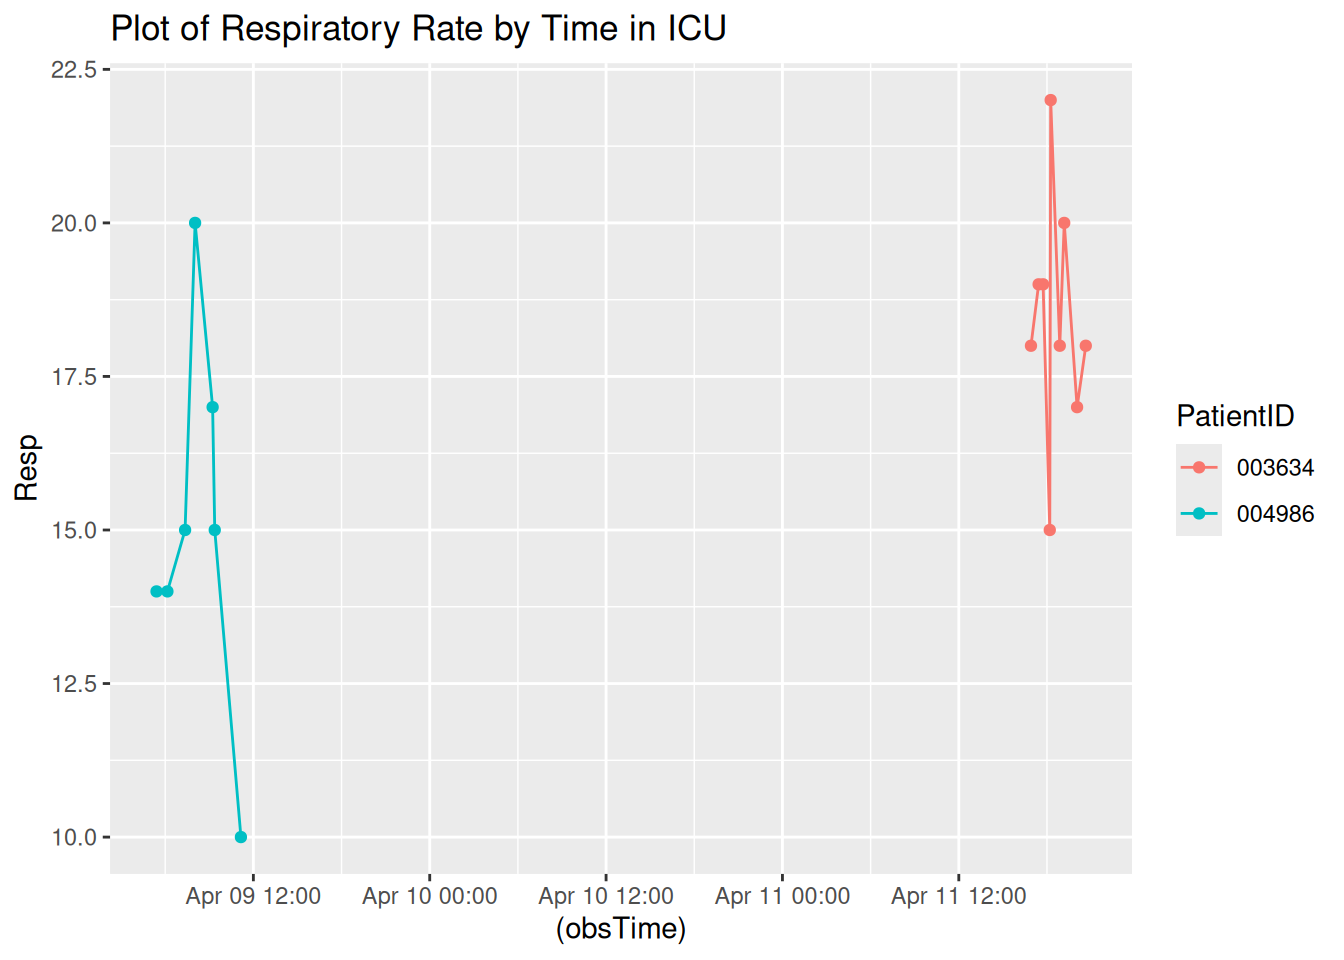 Plot of Respiratory Rate by Time in ICU
22.5
20.0
17.5
15.0
12.5
10.0
Resp
Apr 09 12:00
Apr 10 00:00
Apr 10 12:00
Apr 11 00:00
Apr 11 12:00
(obsTime)
PatientID
003634
004986